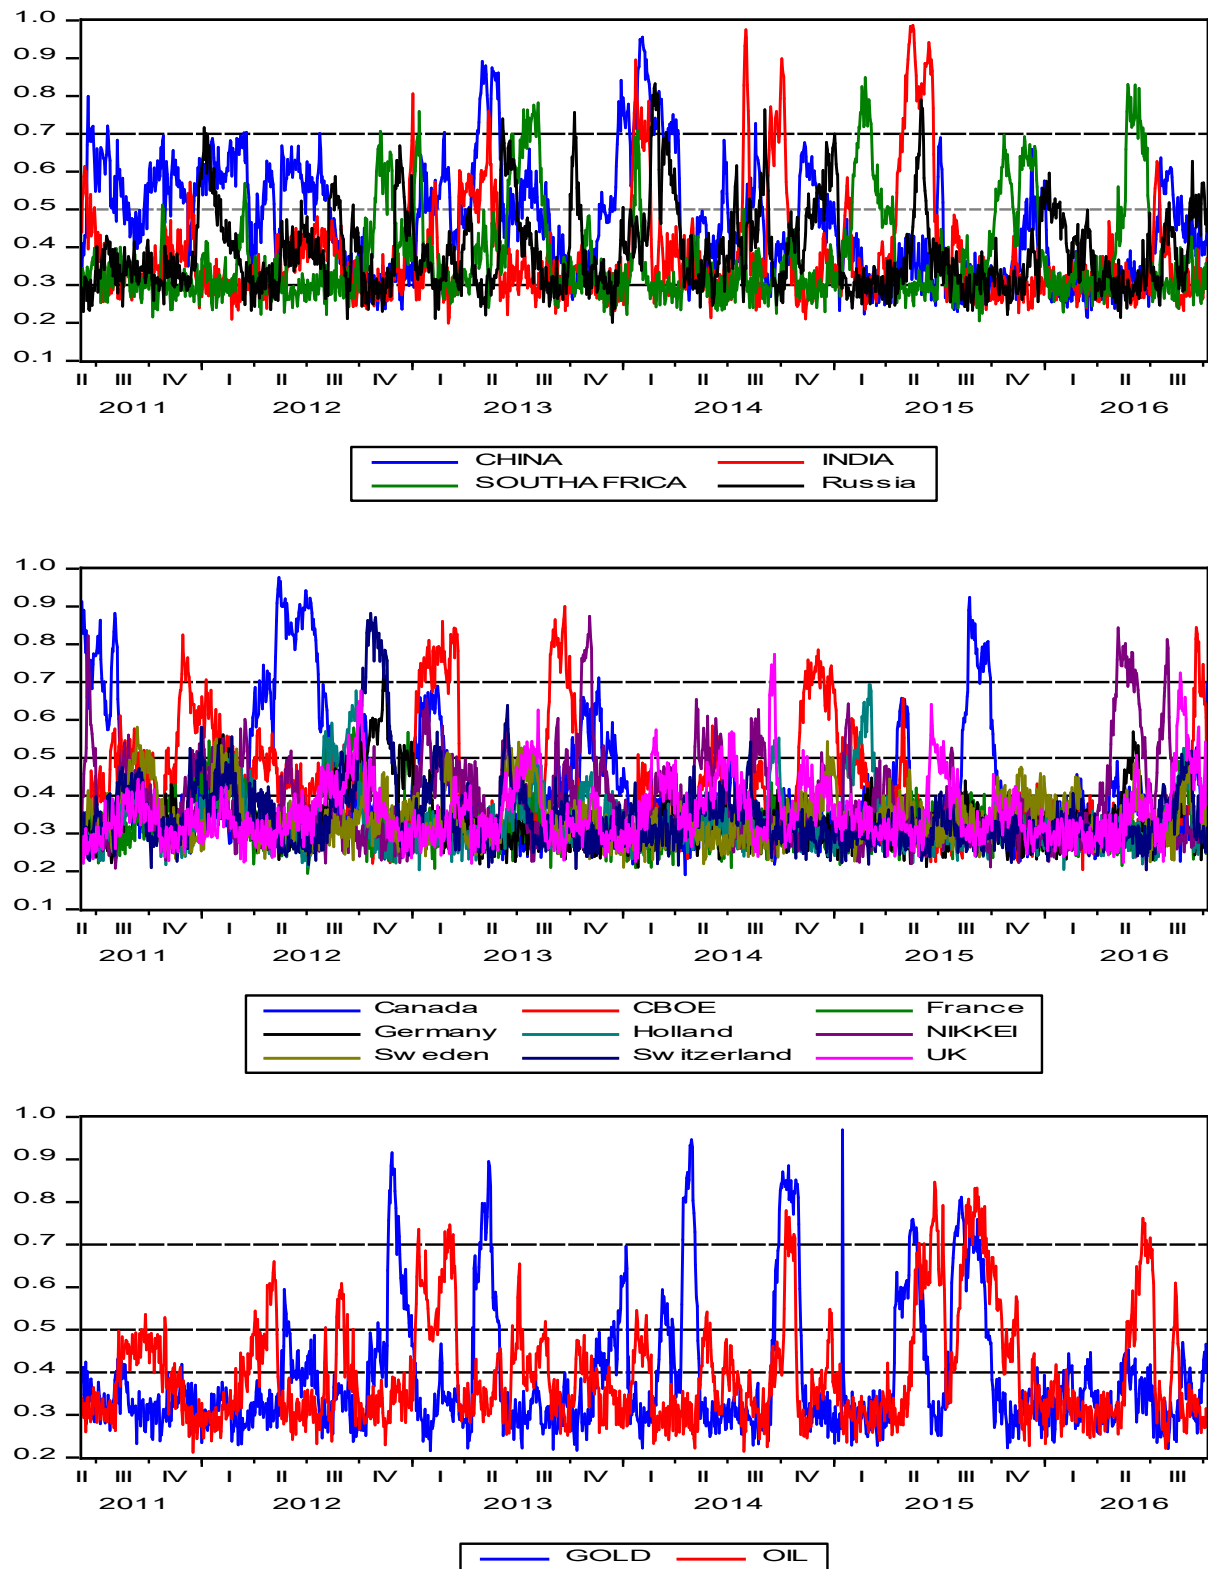 1.0
0.9
0.8
0.7
0.6
0.5
0.4
0.3
0.2
0.1
II III IV I II III IV I II III IV I II III IV I II III IV I II III
2011 2012 2013 2014 2015 2016
CHINA INDIA
SOUTHAFRICA Russia
1.0
0.9
0.8
0.7
0.6
0.5
0.4
0.3
0.2
0.1
II III IV I II III IV I II III IV I II III IV I II III IV I II III
2011 2012 2013 2014 2015 2016
Canada CBOE France
Germany Holland NIKKEI
Sweden Switzerland UK
1.0
0.9
0.8
0.7
0.6
0.5
0.4
0.3
0.2
II III IV I II III IV I II III IV I II III IV I II III IV I II III
2011 2012 2013 2014 2015 2016
GOLD OIL